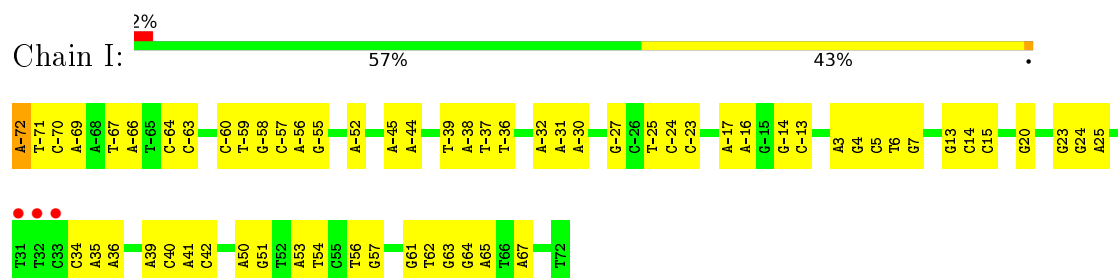 2%
Chain I:
57% 43% •
A-72 T-71 C-70 A-69 A-68 T-67 A-66 T-65 C-64 C-63 C-60 T-59 G-58 C-57 A-56 G-55 A-52 A-45 A-44 T-39 A-38 T-37 T-36 A-32 A-31 A-30 G-27 C-26 T-25 C-24 C-23 A-17 A-16 G-15 G-14 C-13 A3 G4 C5 T6 G7 G13 C14 C15 G20 G23 G24 A25
T31 T32 C33 C34 A35 A36 A39 C40 A41 C42 A50 G51 T52 A53 T54 C55 T56 G57 G61 T62 G63 G64 A65 T66 A67 T72